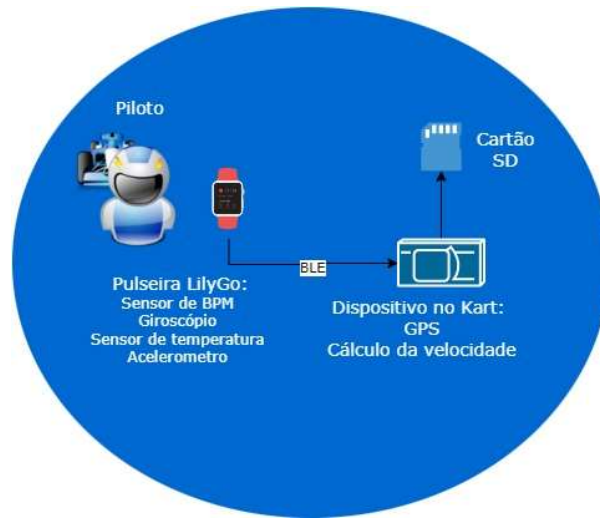 Piloto
Cartão
SD
BLE
Pulseira LilyGo:
Sensor de BPM
Giroscópio
Sensor de temperatura
Acelerometro
Dispositivo no Kart:
GPS
Cálculo da velocidade